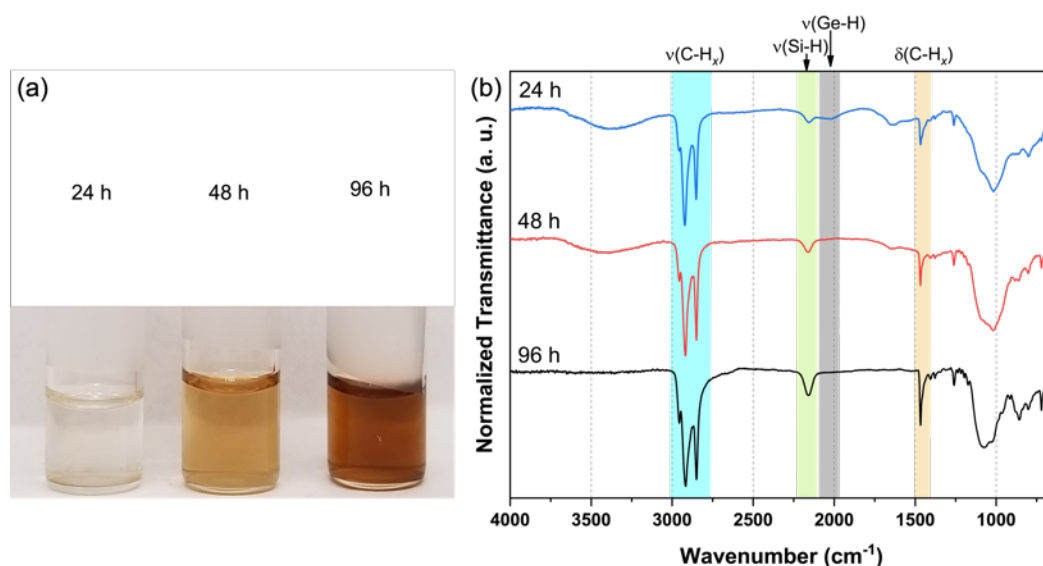 (a)
24 h
48 h
96 h
(b)
ν(C-Hₓ)
ν(Si-H)
ν(Ge-H)
δ(C-Hₓ)
24 h
48 h
96 h
Normalized Transmittance (a. u.)
4000 3500 3000 2500 2000 1500 1000
Wavenumber (cm⁻¹)